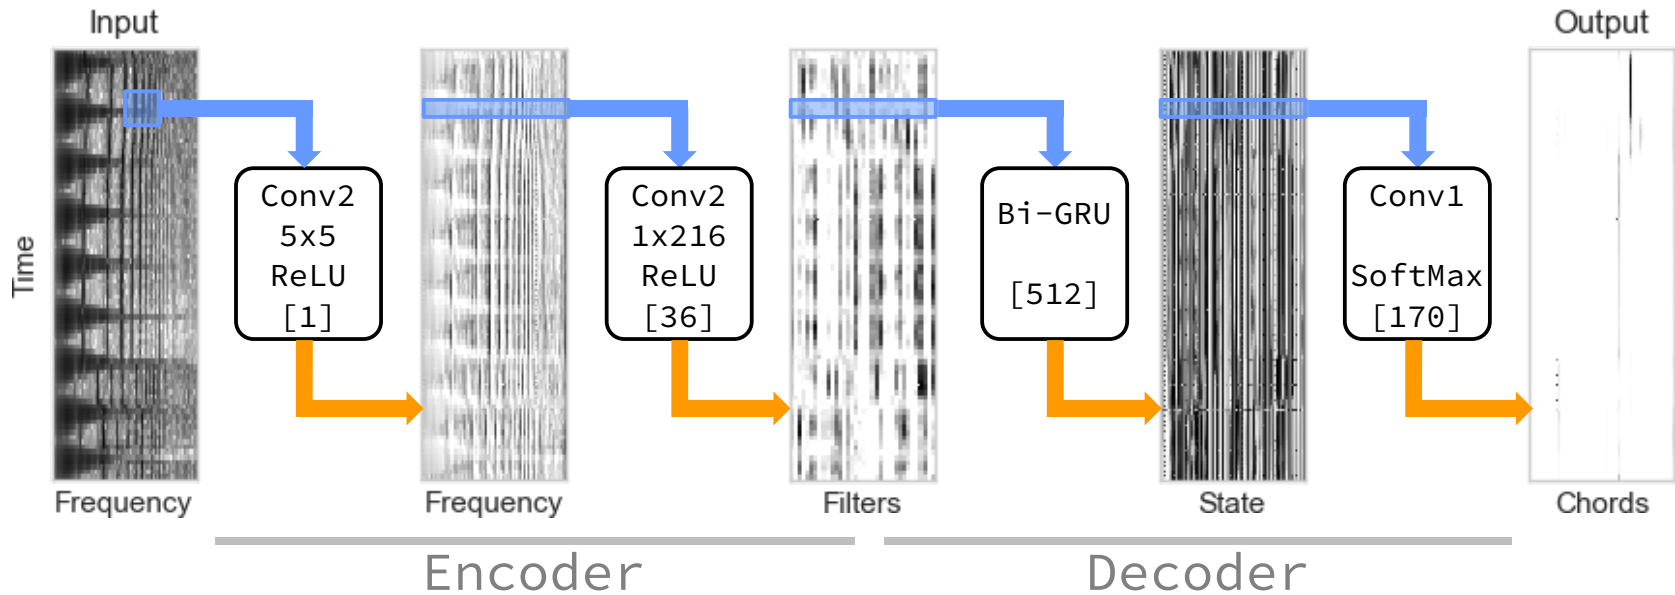 Input
Output
Time
Conv2
5x5
ReLU
[1]
Conv2
1x216
ReLU
[36]
Bi-GRU
[512]
Conv1
SoftMax
[170]
Frequency
Frequency
Filters
State
Chords
Encoder
Decoder